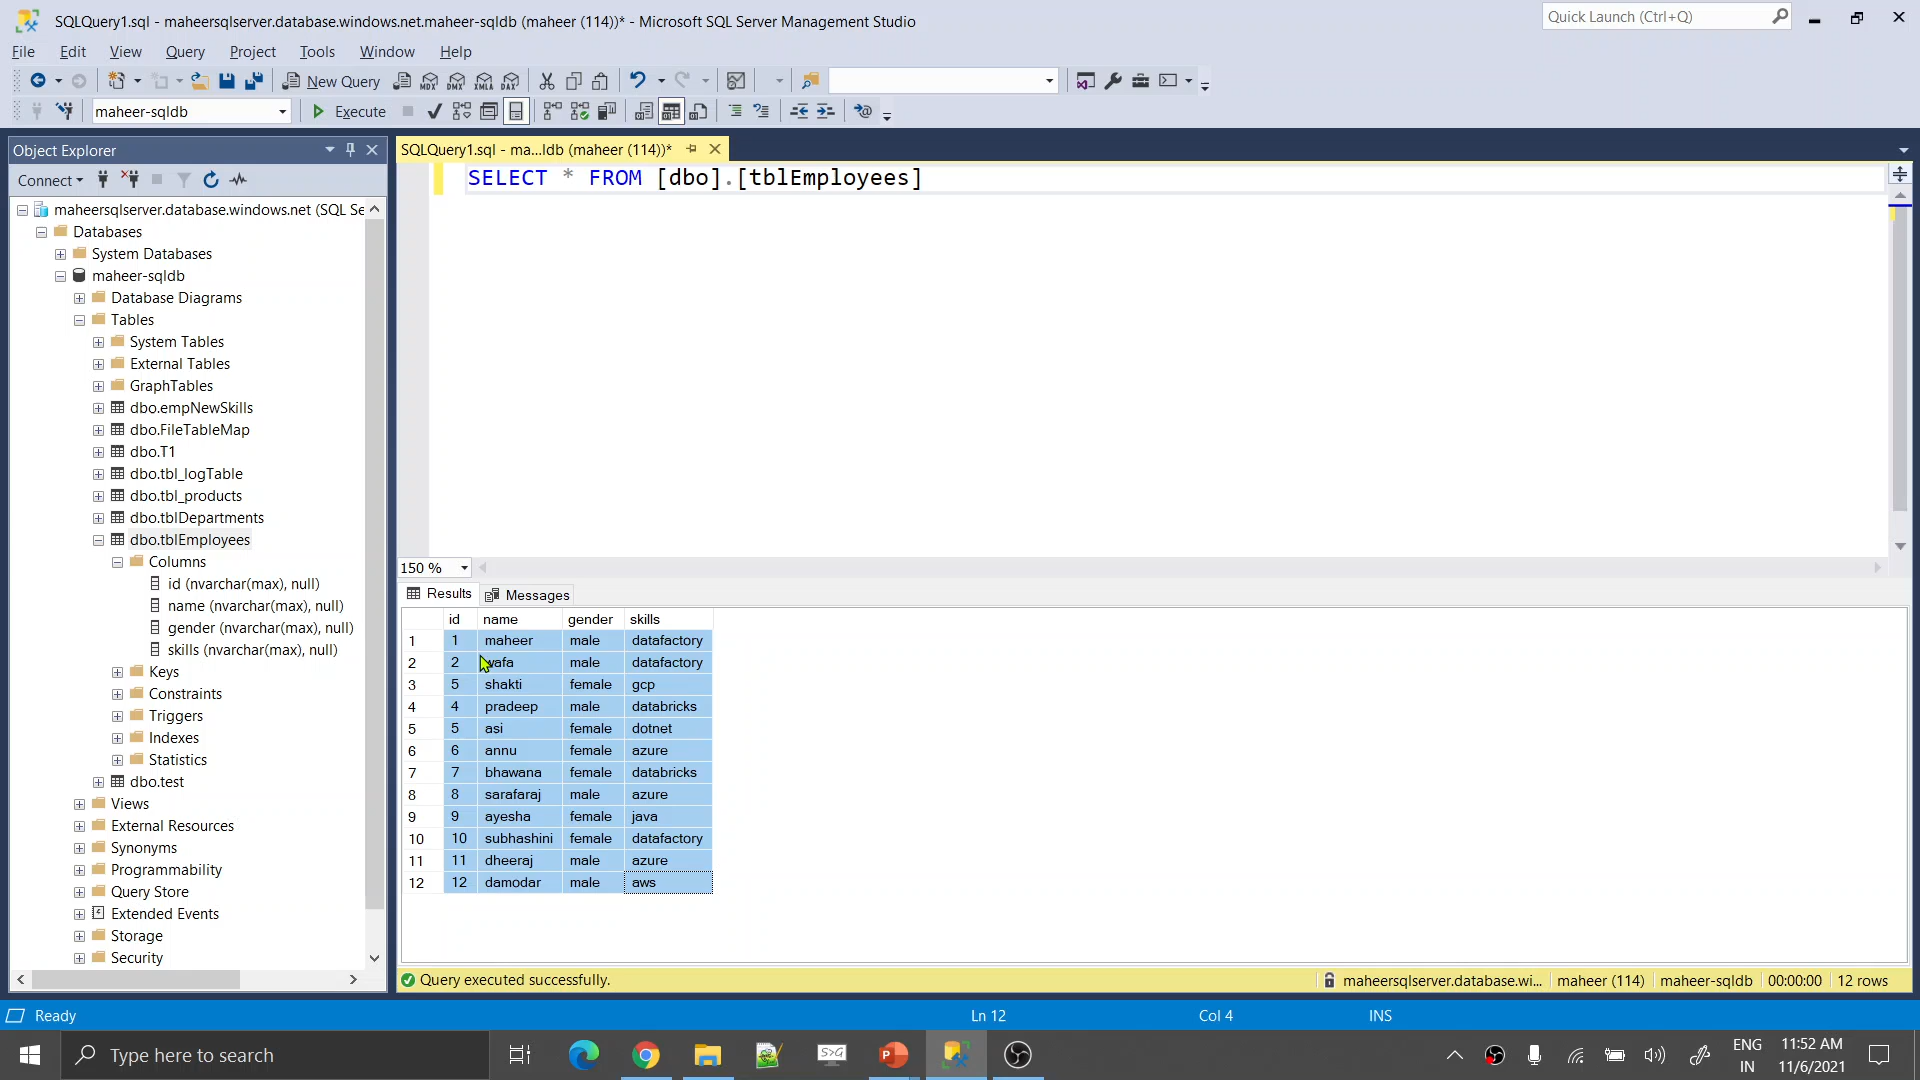 SQLQuery1.sql - maheersqlserver.database.windows.net.maheer-sqldb (maheer (114))* - Microsoft SQL Server Management Studio
Quick Launch (Ctrl+Q)
File Edit View Query Project Tools Window Help
New Query MDX DMX XMLA DAX
maheer-sqldb Execute
Object Explorer
SQLQuery1.sql - ma...ldb (maheer (114))*
Connect
SELECT * FROM [dbo].[tblEmployees]
maheersqlserver.database.windows.net (SQL Se
Databases
System Databases
maheer-sqldb
Database Diagrams
Tables
System Tables
External Tables
GraphTables
dbo.empNewSkills
dbo.FileTableMap
dbo.T1
dbo.tbl_logTable
dbo.tbl_products
dbo.tblDepartments
dbo.tblEmployees
Columns
id (nvarchar(max), null)
name (nvarchar(max), null)
gender (nvarchar(max), null)
skills (nvarchar(max), null)
Keys
Constraints
Triggers
Indexes
Statistics
dbo.test
Views
External Resources
Synonyms
Programmability
Query Store
Extended Events
Storage
Security
150 %
Results Messages
id name gender skills
1 1 maheer male datafactory
2 2 male datafactory
3 5 shakti female gcp
4 4 pradeep male databricks
5 5 asi female dotnet
6 6 annu female azure
7 7 bhawana female databricks
8 8 sarafaraj male azure
9 9 ayesha female java
10 10 subhashini female datafactory
11 11 dheeraj male azure
12 12 damodar male aws
Query executed successfully.
maheersqlserver.database.wi... maheer (114) maheer-sqldb 00:00:00 12 rows
Ready Ln 12 Col 4 INS
Type here to search
S>G
P
ENG
IN
11:52 AM
11/6/2021